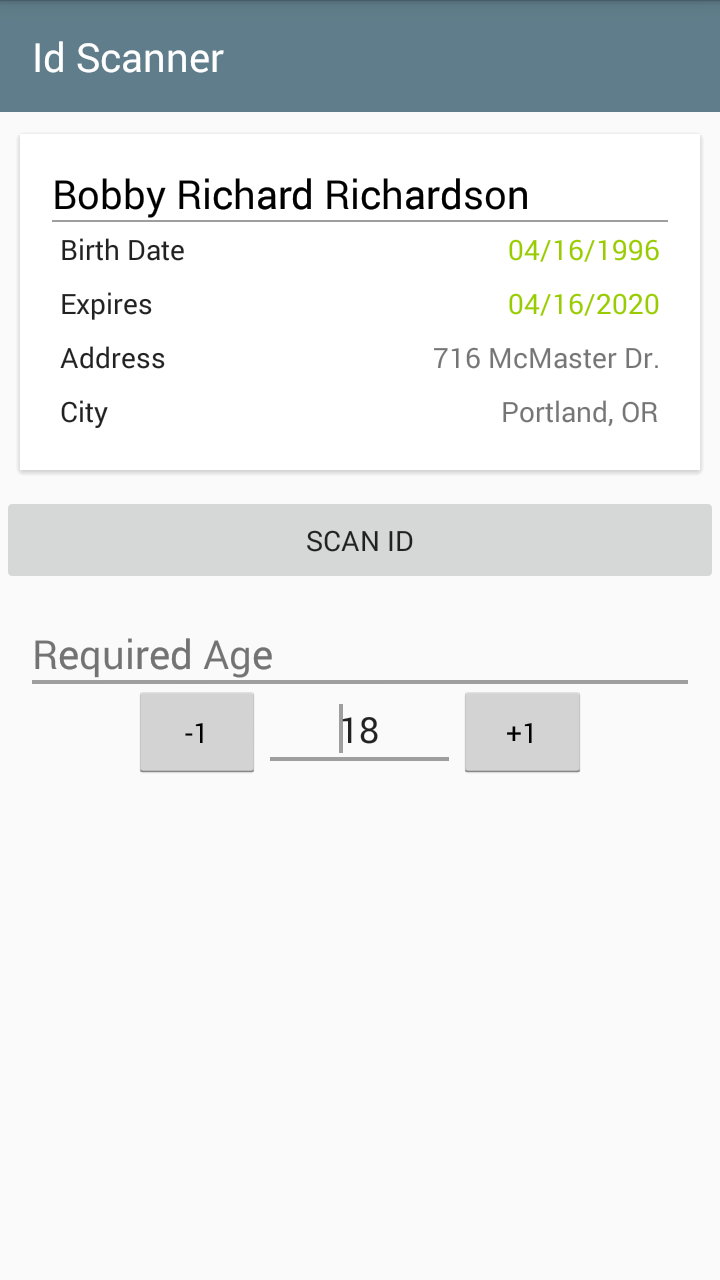 Id Scanner
Bobby Richard Richardson
Birth Date 04/16/1996
Expires 04/16/2020
Address 716 McMaster Dr.
City Portland, OR
SCAN ID
Required Age
-1 18 +1